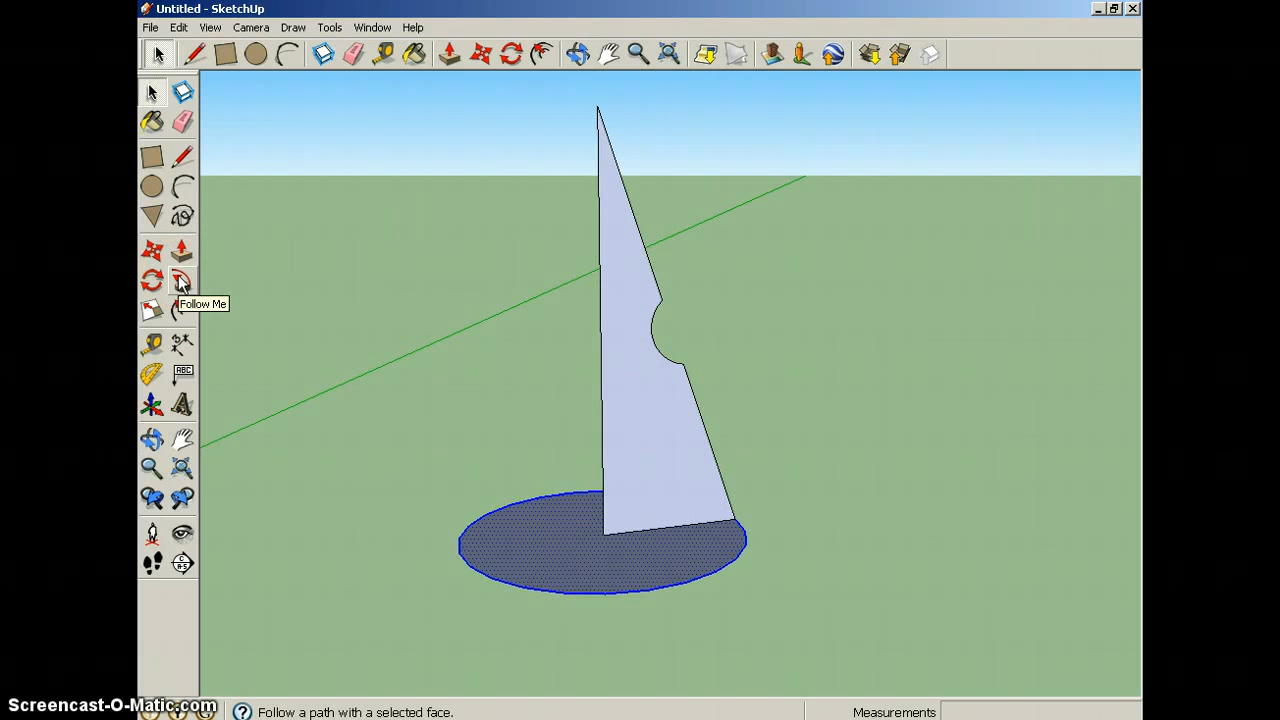 Untitled - SketchUp
File Edit View Camera Draw Tools Window Help
Follow Me
ABC
A
C
A-S
Follow a path with a selected face.
Measurements
Screencast-O-Matic.com